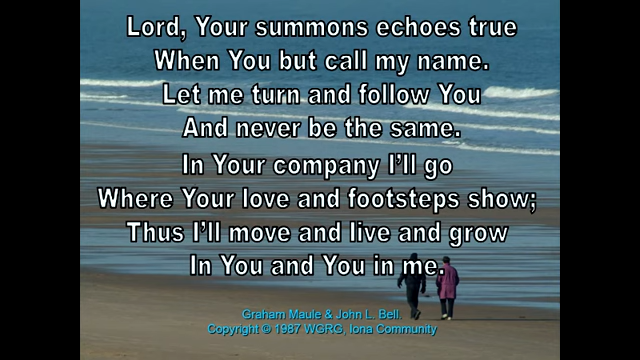 Lord, Your summons echoes true
When You but call my name.
Let me turn and follow You
And never be the same.
In Your company I'll go
Where Your love and footsteps show;
Thus I'll move and live and grow
In You and You in me.
Graham Maule & John L. Bell.
Copyright © 1987 WGRG, Iona Community